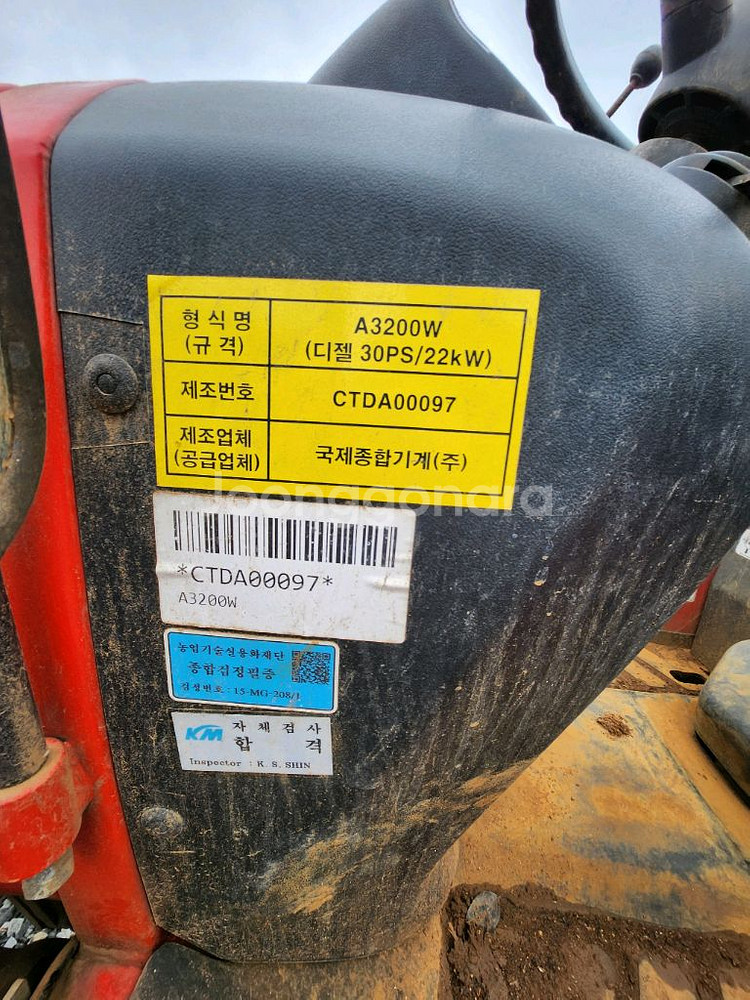 형식명
(규격)
A3200W
(디젤 30PS/22kW)
제조번호
CTDA00097
제조업체
(공급업체)
국제종합기계(주)
Joonggonara
*CTDA00097*
A3200W
농업기술실용화재단
종합검정필증
검정번호 : 15-MG-208/1
KM 자체검사
합 격
Inspector : K. S. SHIN